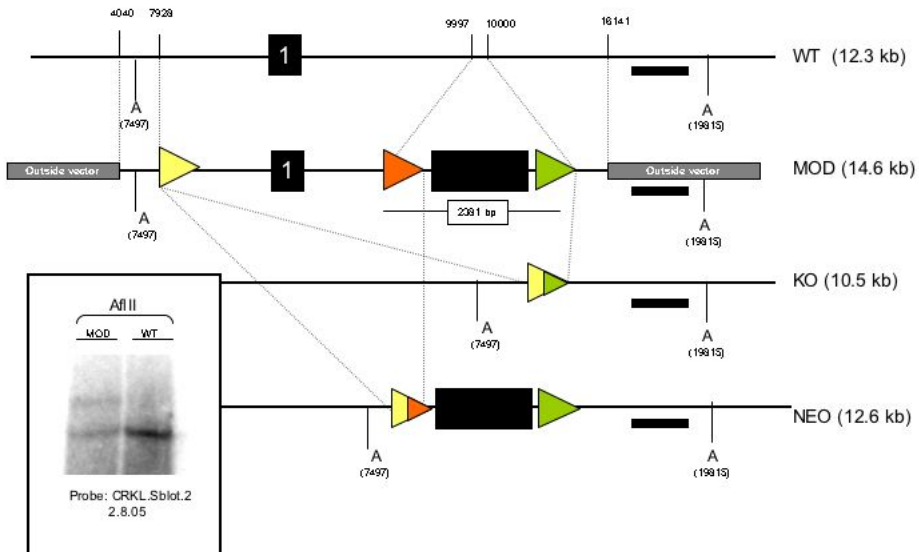 4040
7928
9997
10000
16141
1
WT (12.3 kb)
A
(7497)
A
(19815)
Outside vector
1
Outside vector
MOD (14.6 kb)
A
(7497)
2381 bp
A
(19815)
KO (10.5 kb)
A
(7497)
A
(19815)
NEO (12.6 kb)
A
(7497)
A
(19815)
AflII
MOD
WT
Probe: CRKL.Sblot.2
2.8.05